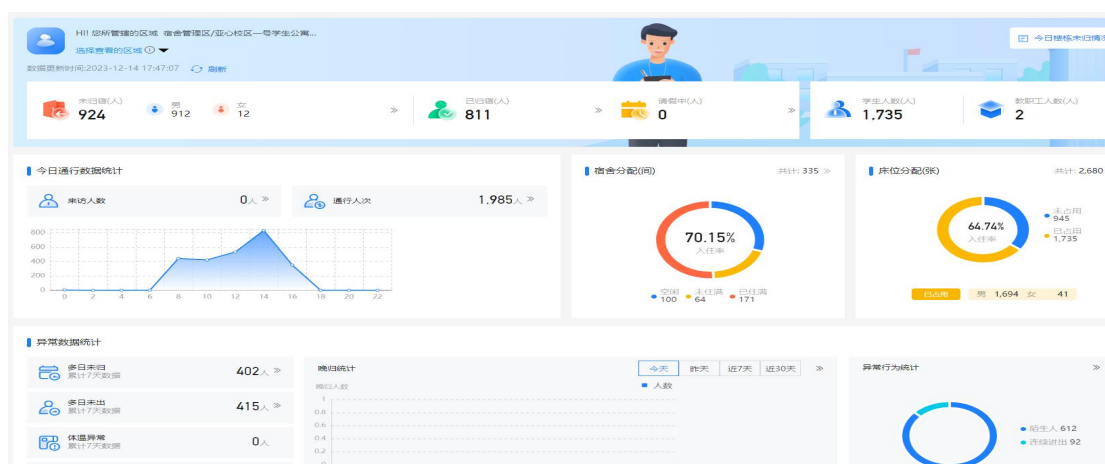 HI! 您所管辖的区域 宿舍管理区/亚心校区一号学生公寓...
选择查看的区域
数据更新时间:2023-12-14 17:47:07 刷新
今日楼栋未归情况
未归寝(人) 924
男 912
女 12
已归寝(人) 811
请假中(人) 0
学生人数(人) 1,735
教职工人数(人) 2
今日通行数据统计
来访人数 0人
通行人次 1,985人
800
600
400
200
0
0 2 4 6 8 10 12 14 16 18 20 22
宿舍分配(间) 共计: 335
70.15%
入住率
空闲 100
未住满 64
已住满 171
床位分配(张) 共计: 2,680
64.74%
入住率
未占用 945
已占用 1,735
已占用 男 1,694 女 41
异常数据统计
多日未归 402人
累计7天数据
多日未出 415人
累计7天数据
体温异常 0人
累计7天数据
晚归统计 今天 昨天 近7天 近30天
人数
晚归人数
1
0.8
0.6
0.4
0.2
0
异常行为统计
陌生人 612
连续进出 92